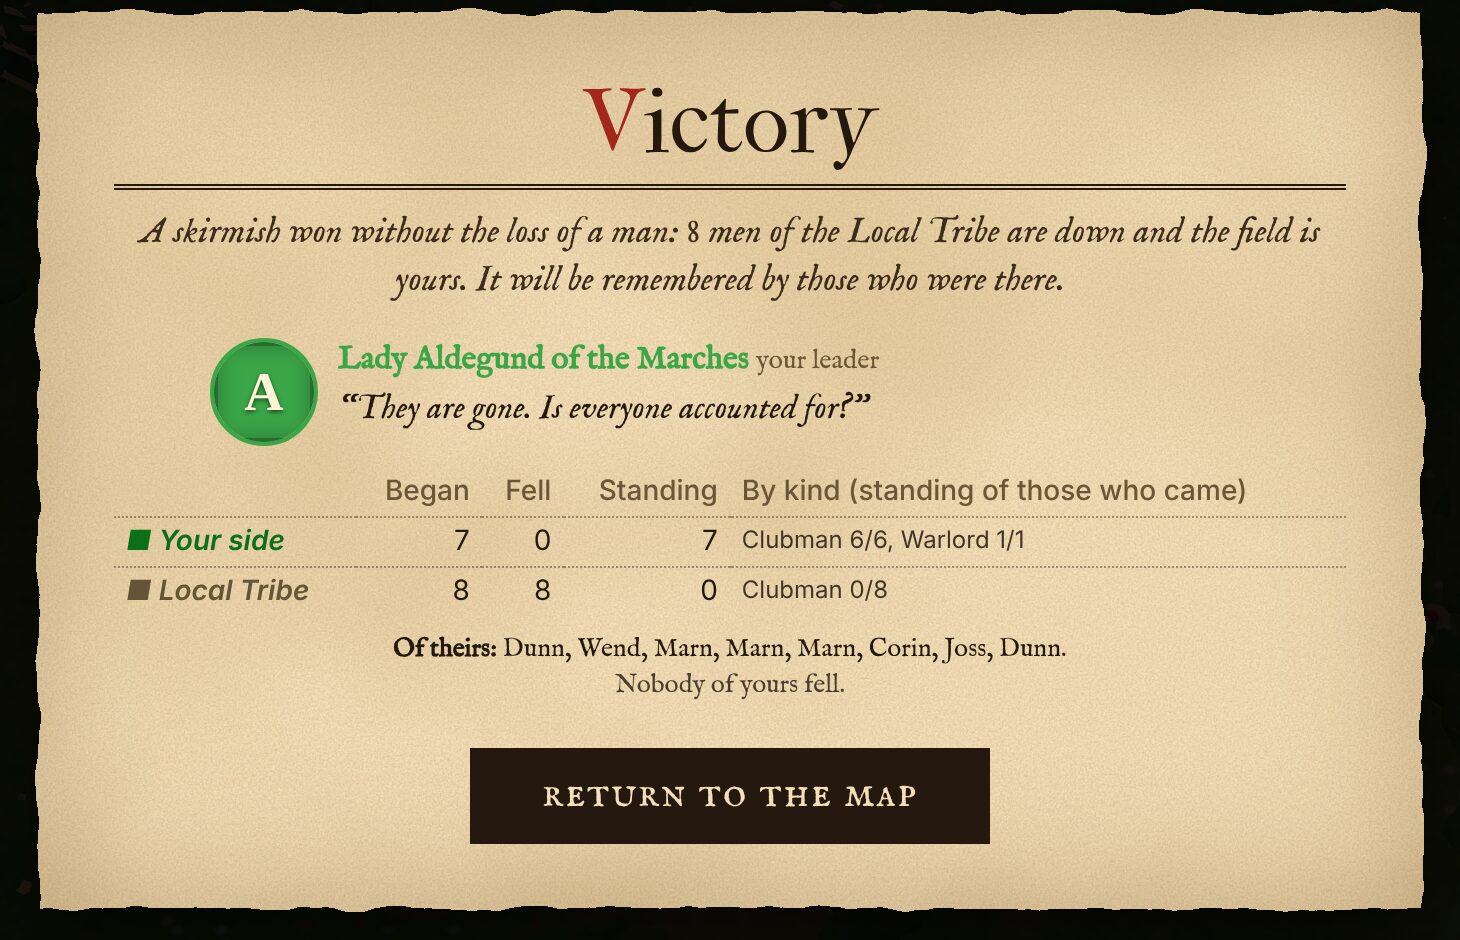 Victory
A skirmish won without the loss of a man: 8 men of the Local Tribe are down and the field is
yours. It will be remembered by those who were there.
A
Lady Aldegund of the Marches your leader
“They are gone. Is everyone accounted for?”
Began Fell Standing By kind (standing of those who came)
Your side 7 0 7 Clubman 6/6, Warlord 1/1
Local Tribe 8 8 0 Clubman 0/8
Of theirs: Dunn, Wend, Marn, Marn, Marn, Corin, Joss, Dunn.
Nobody of yours fell.
RETURN TO THE MAP